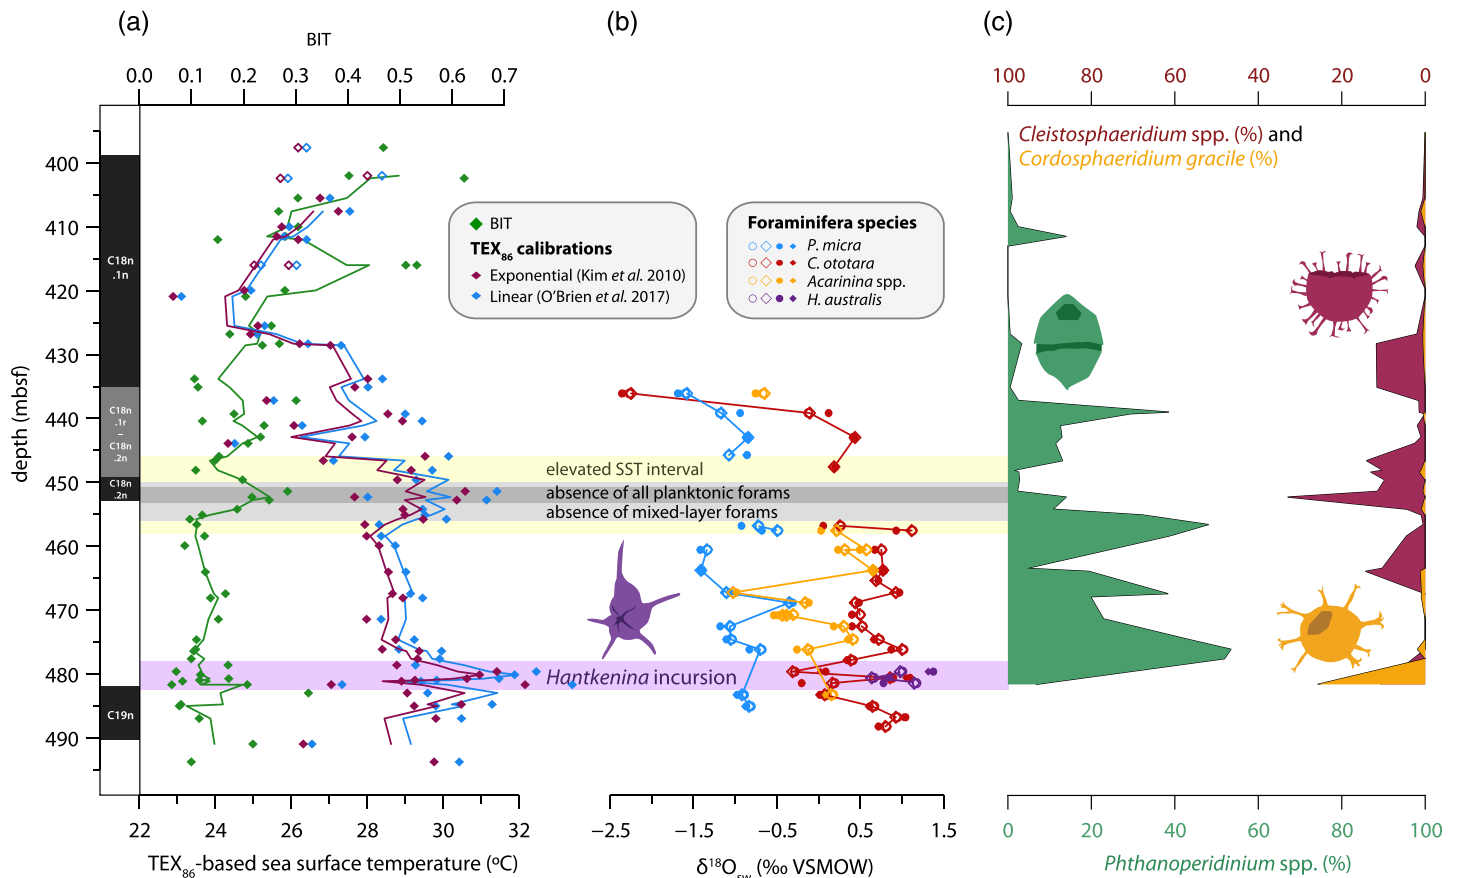 (a)
(b)
(c)
BIT
0.0 0.1 0.2 0.3 0.4 0.5 0.6 0.7
100 80 60 40 20 0
Cleistosphaeridium spp. (%) and
Cordosphaeridium gracile (%)
depth (mbsf)
400
410
420
430
440
450
460
470
480
490
C18n
.1n
C18n
.1r
–
C18n
.2n
C18n
.2n
C19n
BIT
TEX86 calibrations
Exponential (Kim et al. 2010)
Linear (O'Brien et al. 2017)
Foraminifera species
P. micra
C. ototara
Acarinina spp.
H. australis
elevated SST interval
absence of all planktonic forams
absence of mixed-layer forams
Hantkenina incursion
22 24 26 28 30 32
TEX86-based sea surface temperature (ºC)
−2.5 −1.5 −0.5 0.5 1.5
δ18Osw (‰ VSMOW)
0 20 40 60 80 100
Phthanoperidinium spp. (%)